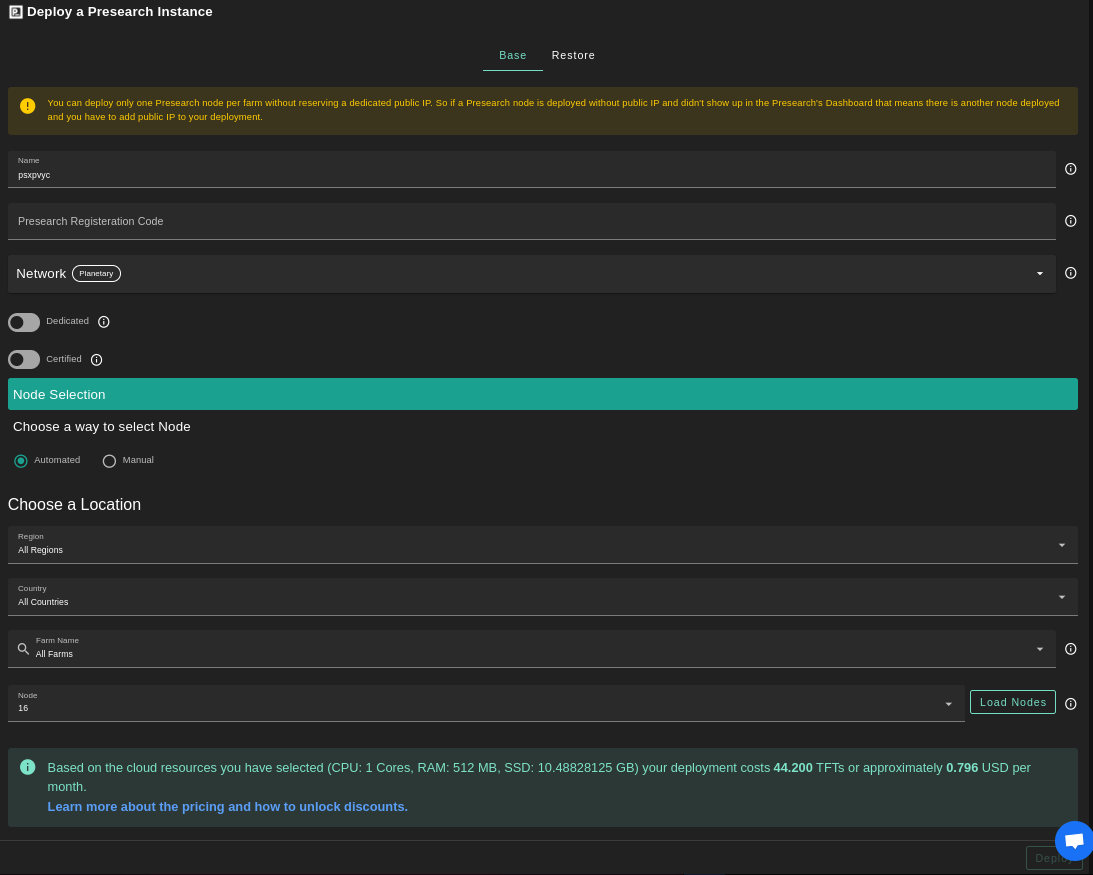 Deploy a Presearch Instance
Base
Restore
You can deploy only one Presearch node per farm without reserving a dedicated public IP. So if a Presearch node is deployed without public IP and didn't show up in the Presearch's Dashboard that means there is another node deployed
and you have to add public IP to your deployment.
Name
psxpvyc
Presearch Registeration Code
Network Planetary
Dedicated
Certified
Node Selection
Choose a way to select Node
Automated
Manual
Choose a Location
Region
All Regions
Country
All Countries
Farm Name
All Farms
Node
16
Load Nodes
Based on the cloud resources you have selected (CPU: 1 Cores, RAM: 512 MB, SSD: 10.48828125 GB) your deployment costs 44.200 TFTs or approximately 0.796 USD per
month.
Learn more about the pricing and how to unlock discounts.
Deploy